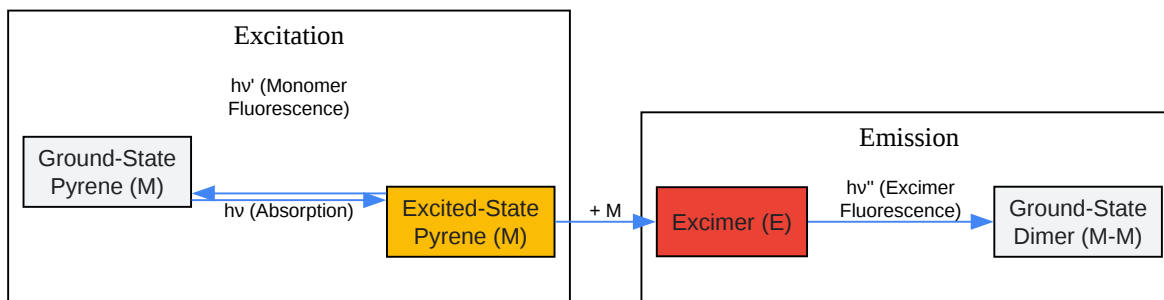 Excitation
hν' (Monomer
Fluorescence)
Ground-State
Pyrene (M)
hν (Absorption)
Excited-State
Pyrene (M)
+ M
Emission
Excimer (E)
hν'' (Excimer
Fluorescence)
Ground-State
Dimer (M-M)